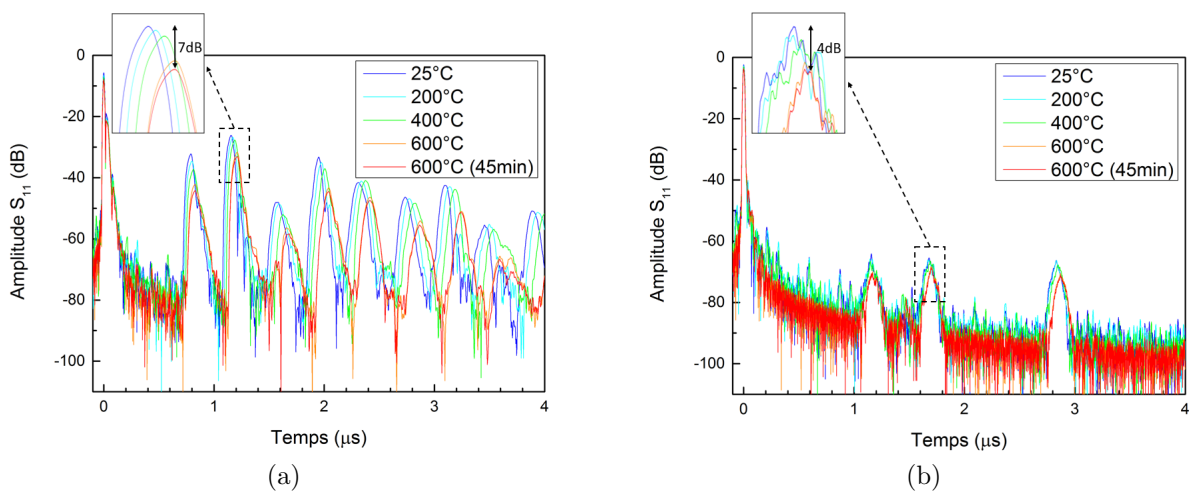 7dB
0
-20
-40
-60
-80
-100
Amplitude S11 (dB)
25°C
200°C
400°C
600°C
600°C (45min)
0 1 2 3 4
Temps (μs)
(a)
4dB
0
-20
-40
-60
-80
-100
Amplitude S11 (dB)
25°C
200°C
400°C
600°C
600°C (45min)
0 1 2 3 4
Temps (μs)
(b)